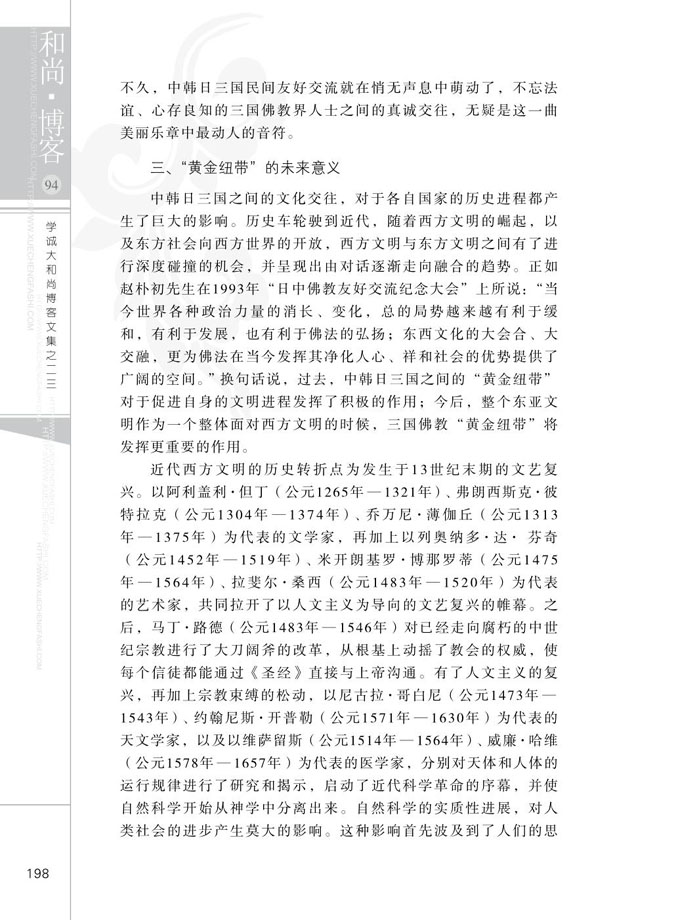 和尚·博客
94
学诚大和尚博客文集之二三
不久，中韩日三国民间友好交流就在悄无声息中萌动了，不忘法
谊、心存良知的三国佛教界人士之间的真诚交往，无疑是这一曲
美丽乐章中最动人的音符。
三、“黄金纽带”的未来意义
中韩日三国之间的文化交往，对于各自国家的历史进程都产
生了巨大的影响。历史车轮驶到近代，随着西方文明的崛起，以
及东方社会向西方世界的开放，西方文明与东方文明之间有了进
行深度碰撞的机会，并呈现出由对话逐渐走向融合的趋势。正如
赵朴初先生在1993年“日中佛教友好交流纪念大会”上所说：“当
今世界各种政治力量的消长、变化，总的局势越来越有利于缓
和，有利于发展，也有利于佛法的弘扬；东西文化的大会合、大
交融，更为佛法在当今发挥其净化人心、祥和社会的优势提供了
广阔的空间。”换句话说，过去，中韩日三国之间的“黄金纽带”
对于促进自身的文明进程发挥了积极的作用；今后，整个东亚文
明作为一个整体面对西方文明的时候，三国佛教“黄金纽带”将
发挥更重要的作用。
近代西方文明的历史转折点为发生于13世纪末期的文艺复
兴。以阿利盖利·但丁（公元1265年—1321年）、弗朗西斯克·彼
特拉克（公元1304年—1374年）、乔万尼·薄伽丘（公元1313
年—1375年）为代表的文学家，再加上以列奥纳多·达· 芬奇
（公元1452年—1519年）、米开朗基罗·博那罗蒂（公元1475
年—1564年）、拉斐尔·桑西（公元1483年—1520年）为代表
的艺术家，共同拉开了以人文主义为导向的文艺复兴的帷幕。之
后，马丁·路德（公元1483年—1546年）对已经走向腐朽的中世
纪宗教进行了大刀阔斧的改革，从根基上动摇了教会的权威，使
每个信徒都能通过《圣经》直接与上帝沟通。有了人文主义的复
兴，再加上宗教束缚的松动，以尼古拉·哥白尼（公元1473年—
1543年）、约翰尼斯·开普勒（公元1571年—1630年）为代表的
天文学家，以及以维萨留斯（公元1514年—1564年）、威廉·哈维
（公元1578年—1657年）为代表的医学家，分别对天体和人体的
运行规律进行了研究和揭示，启动了近代科学革命的序幕，并使
自然科学开始从神学中分离出来。自然科学的实质性进展，对人
类社会的进步产生莫大的影响。这种影响首先波及到了人们的思
198